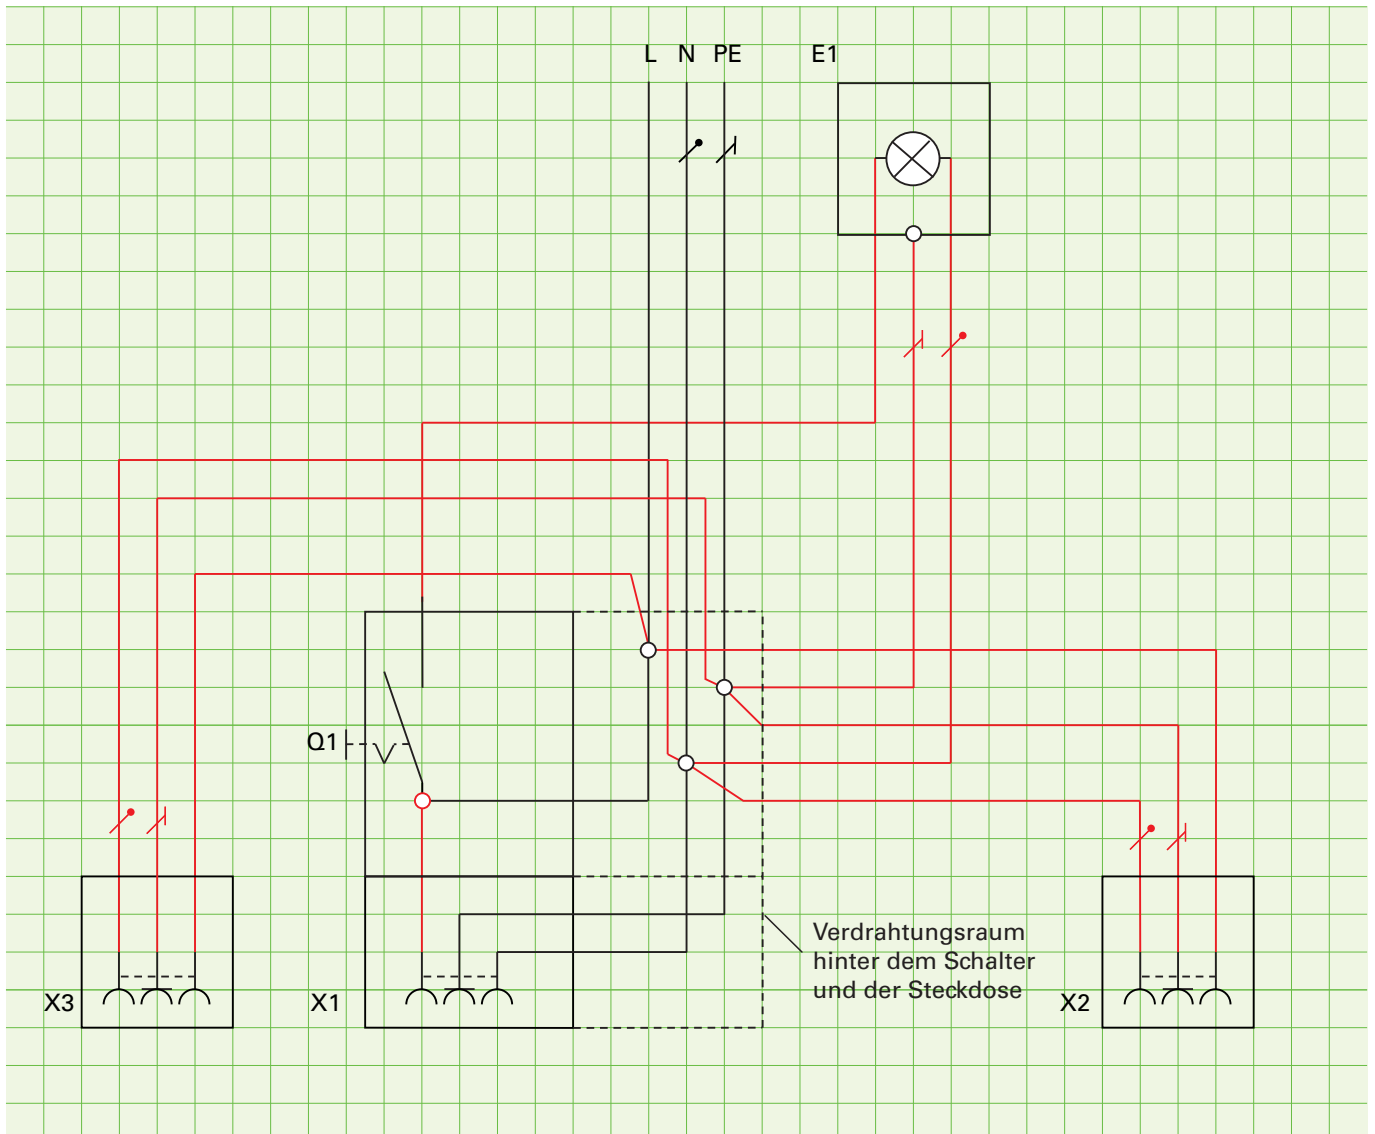 L N PE E1
Q1
Verdrahtungsraum
hinter dem Schalter
und der Steckdose
X3 X1 X2